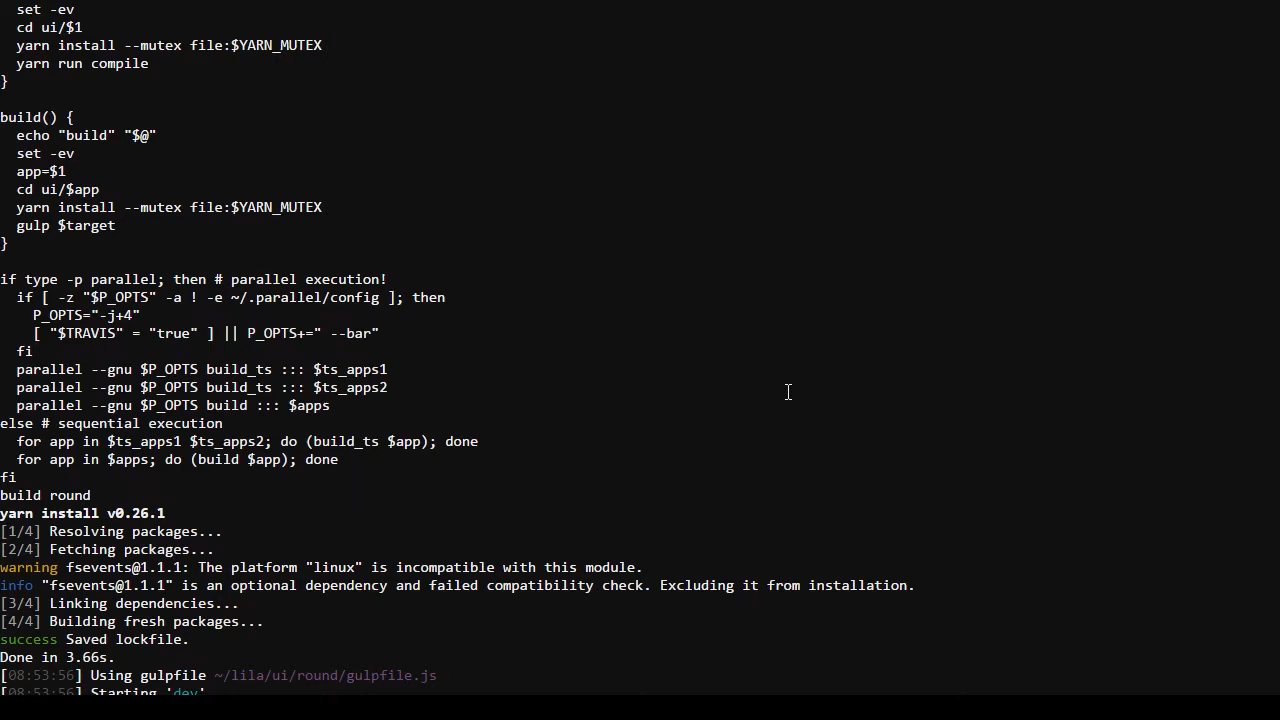 set -ev
cd ui/$1
yarn install --mutex file:$YARN_MUTEX
yarn run compile
}
build() {
echo "build" "$@"
set -ev
app=$1
cd ui/$app
yarn install --mutex file:$YARN_MUTEX
gulp $target
}
if type -p parallel; then # parallel execution!
if [ -z "$P_OPTS" -a ! -e ~/.parallel/config ]; then
P_OPTS="-j+4"
[ "$TRAVIS" = "true" ] || P_OPTS+=" --bar"
fi
parallel --gnu $P_OPTS build_ts ::: $ts_apps1
parallel --gnu $P_OPTS build_ts ::: $ts_apps2
parallel --gnu $P_OPTS build ::: $apps
else # sequential execution
for app in $ts_apps1 $ts_apps2; do (build_ts $app); done
for app in $apps; do (build $app); done
fi
build round
yarn install v0.26.1
[1/4] Resolving packages...
[2/4] Fetching packages...
warning fsevents@1.1.1: The platform "linux" is incompatible with this module.
info "fsevents@1.1.1" is an optional dependency and failed compatibility check. Excluding it from installation.
[3/4] Linking dependencies...
[4/4] Building fresh packages...
success Saved lockfile.
Done in 3.66s.
[08:53:56] Using gulpfile ~/lila/ui/round/gulpfile.js
[08:53:56] Starting 'dev'